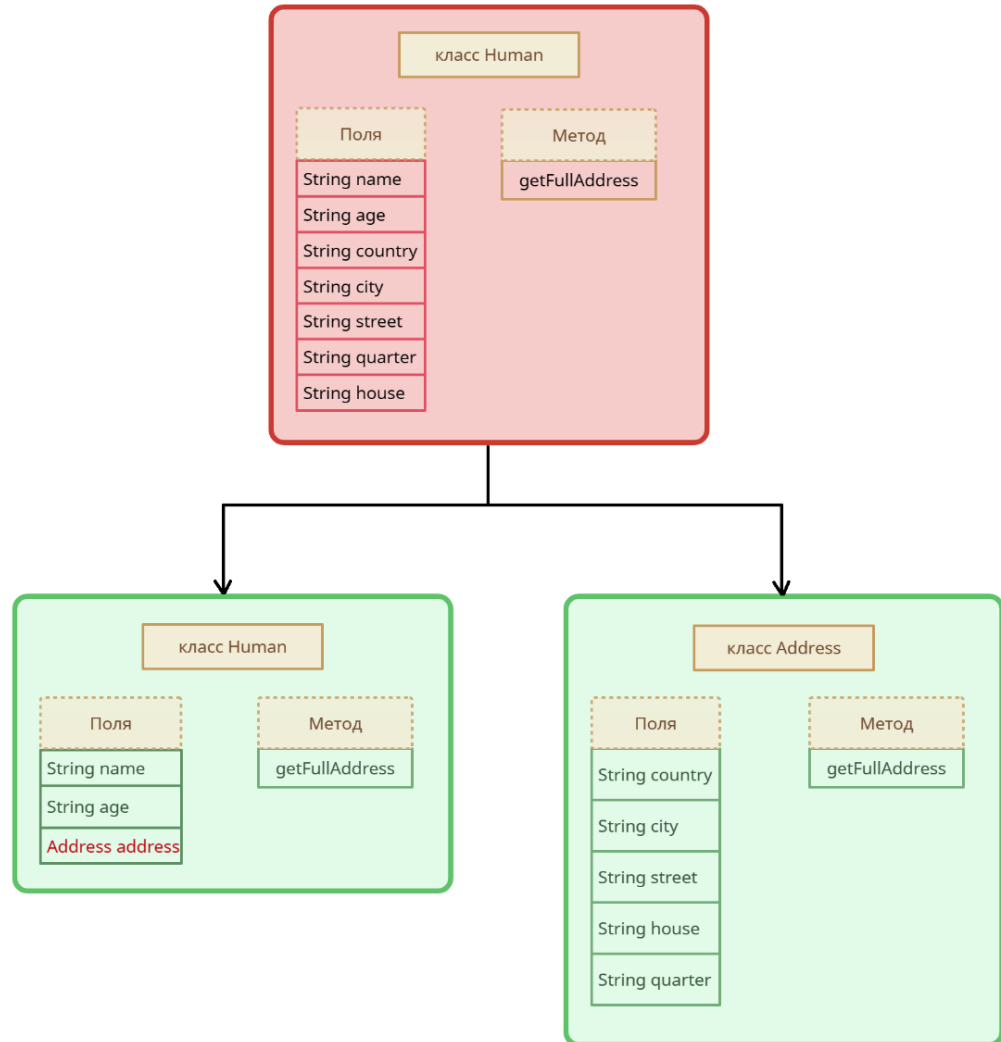 класс Human
Поля
Метод
String name
getFullAddress
String age
String country
String city
String street
String quarter
String house
класс Human
Поля
Метод
String name
getFullAddress
String age
Address address
класс Address
Поля
Метод
String country
getFullAddress
String city
String street
String house
String quarter